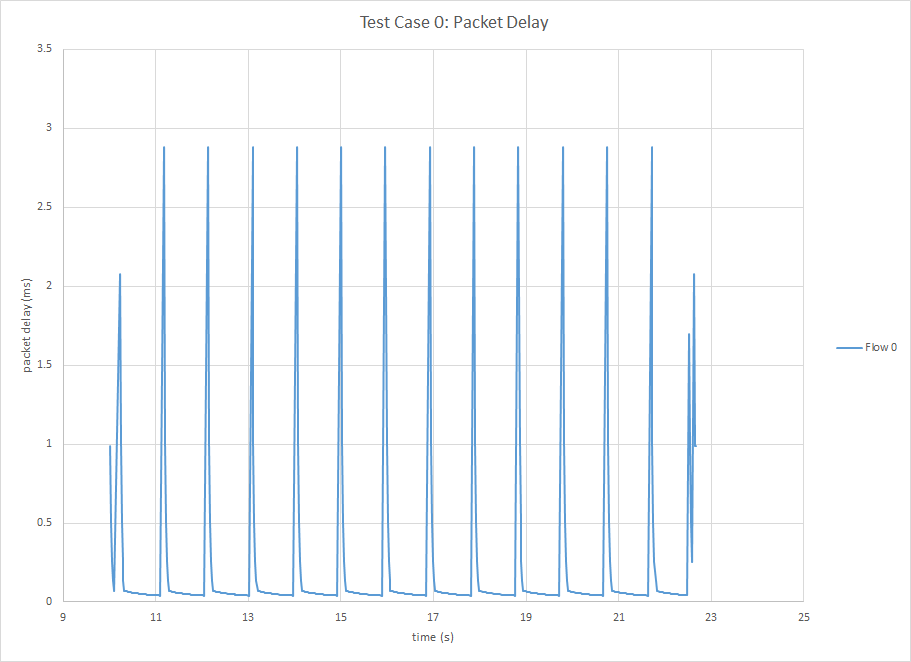 Test Case 0: Packet Delay
3.5
3
2.5
2
1.5
1
0.5
0
packet delay (ms)
9 11 13 15 17 19 21 23 25
time (s)
Flow 0